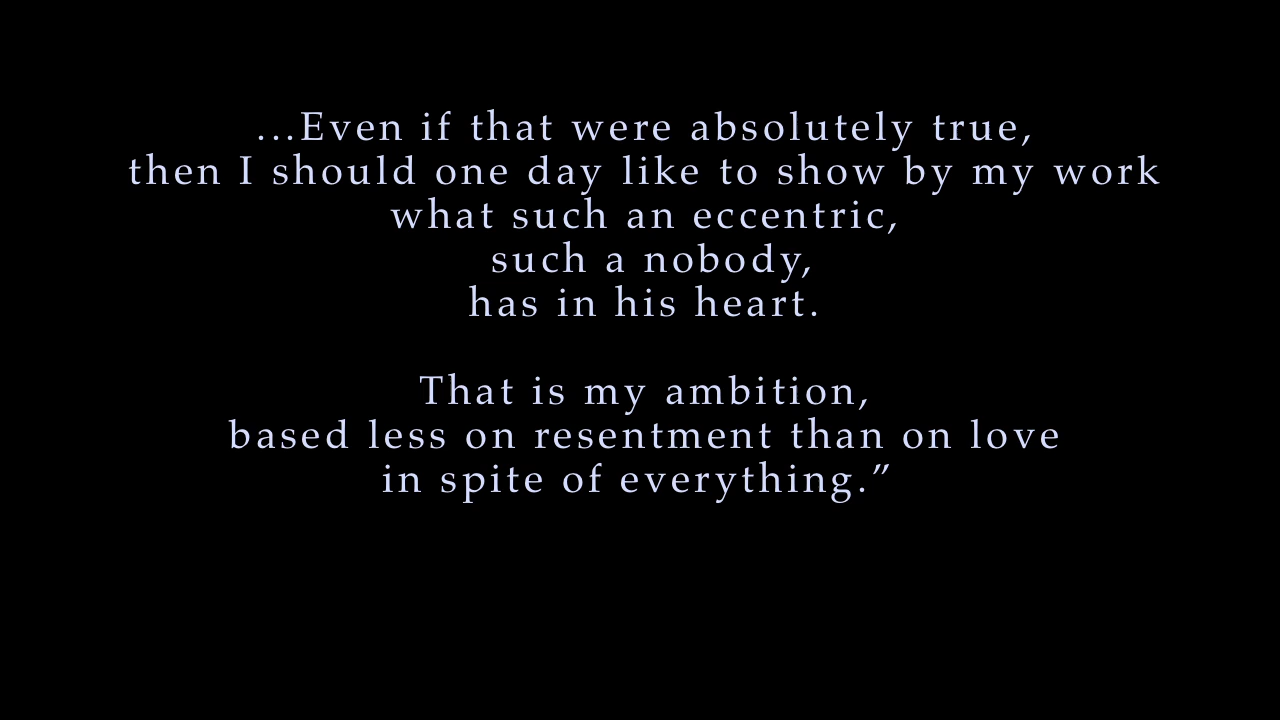 ...Even if that were absolutely true,
then I should one day like to show by my work
what such an eccentric,
such a nobody,
has in his heart.
That is my ambition,
based less on resentment than on love
in spite of everything.”